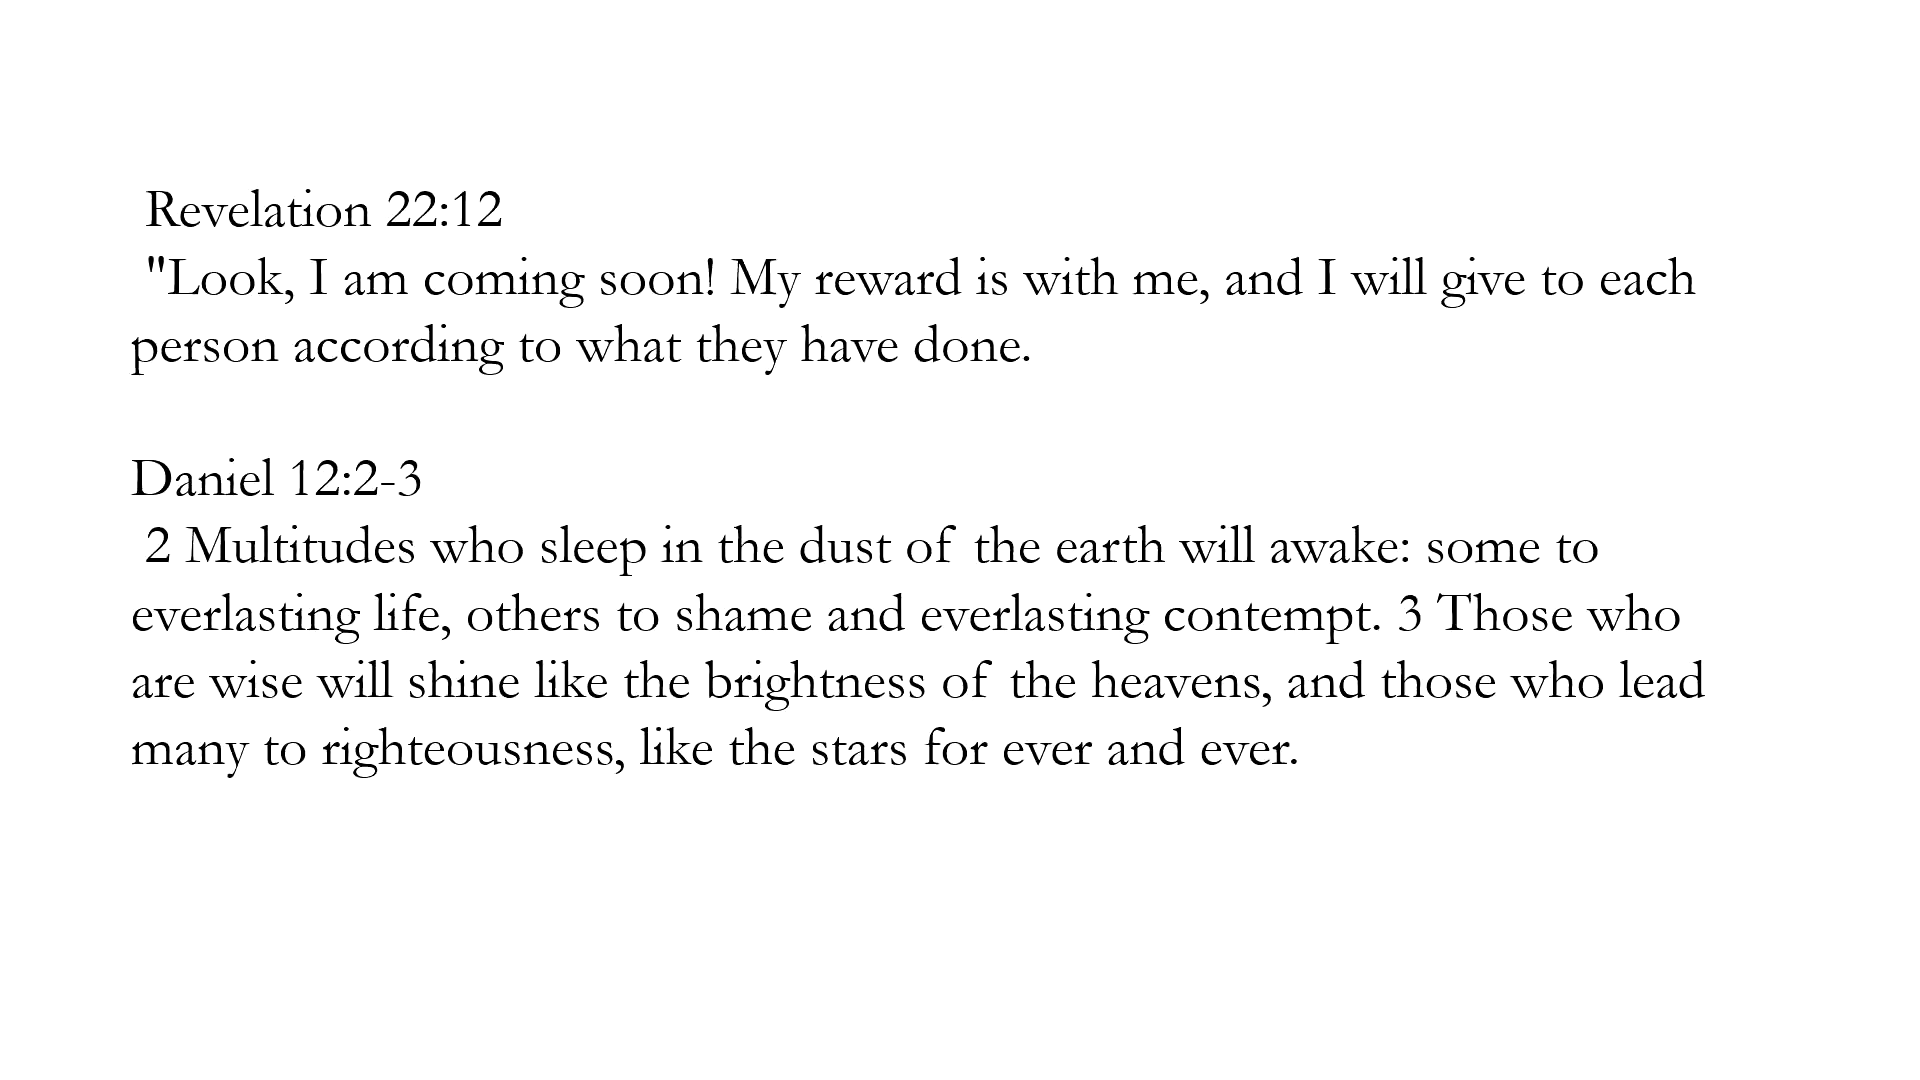 Revelation 22:12
"Look, I am coming soon! My reward is with me, and I will give to each
person according to what they have done.
Daniel 12:2-3
2 Multitudes who sleep in the dust of the earth will awake: some to
everlasting life, others to shame and everlasting contempt. 3 Those who
are wise will shine like the brightness of the heavens, and those who lead
many to righteousness, like the stars for ever and ever.